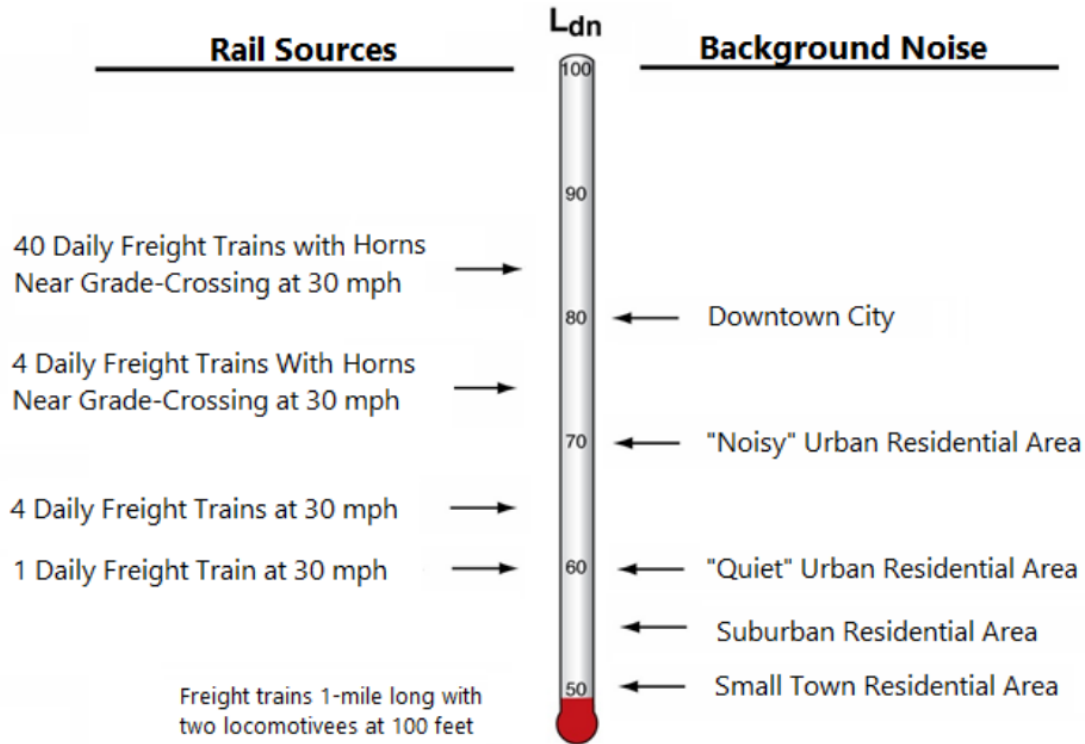 Ldn
Rail Sources
Background Noise
100
90
40 Daily Freight Trains with Horns
Near Grade-Crossing at 30 mph
80
Downtown City
4 Daily Freight Trains With Horns
Near Grade-Crossing at 30 mph
70
"Noisy" Urban Residential Area
4 Daily Freight Trains at 30 mph
1 Daily Freight Train at 30 mph
60
"Quiet" Urban Residential Area
Suburban Residential Area
50
Small Town Residential Area
Freight trains 1-mile long with
two locomotivees at 100 feet